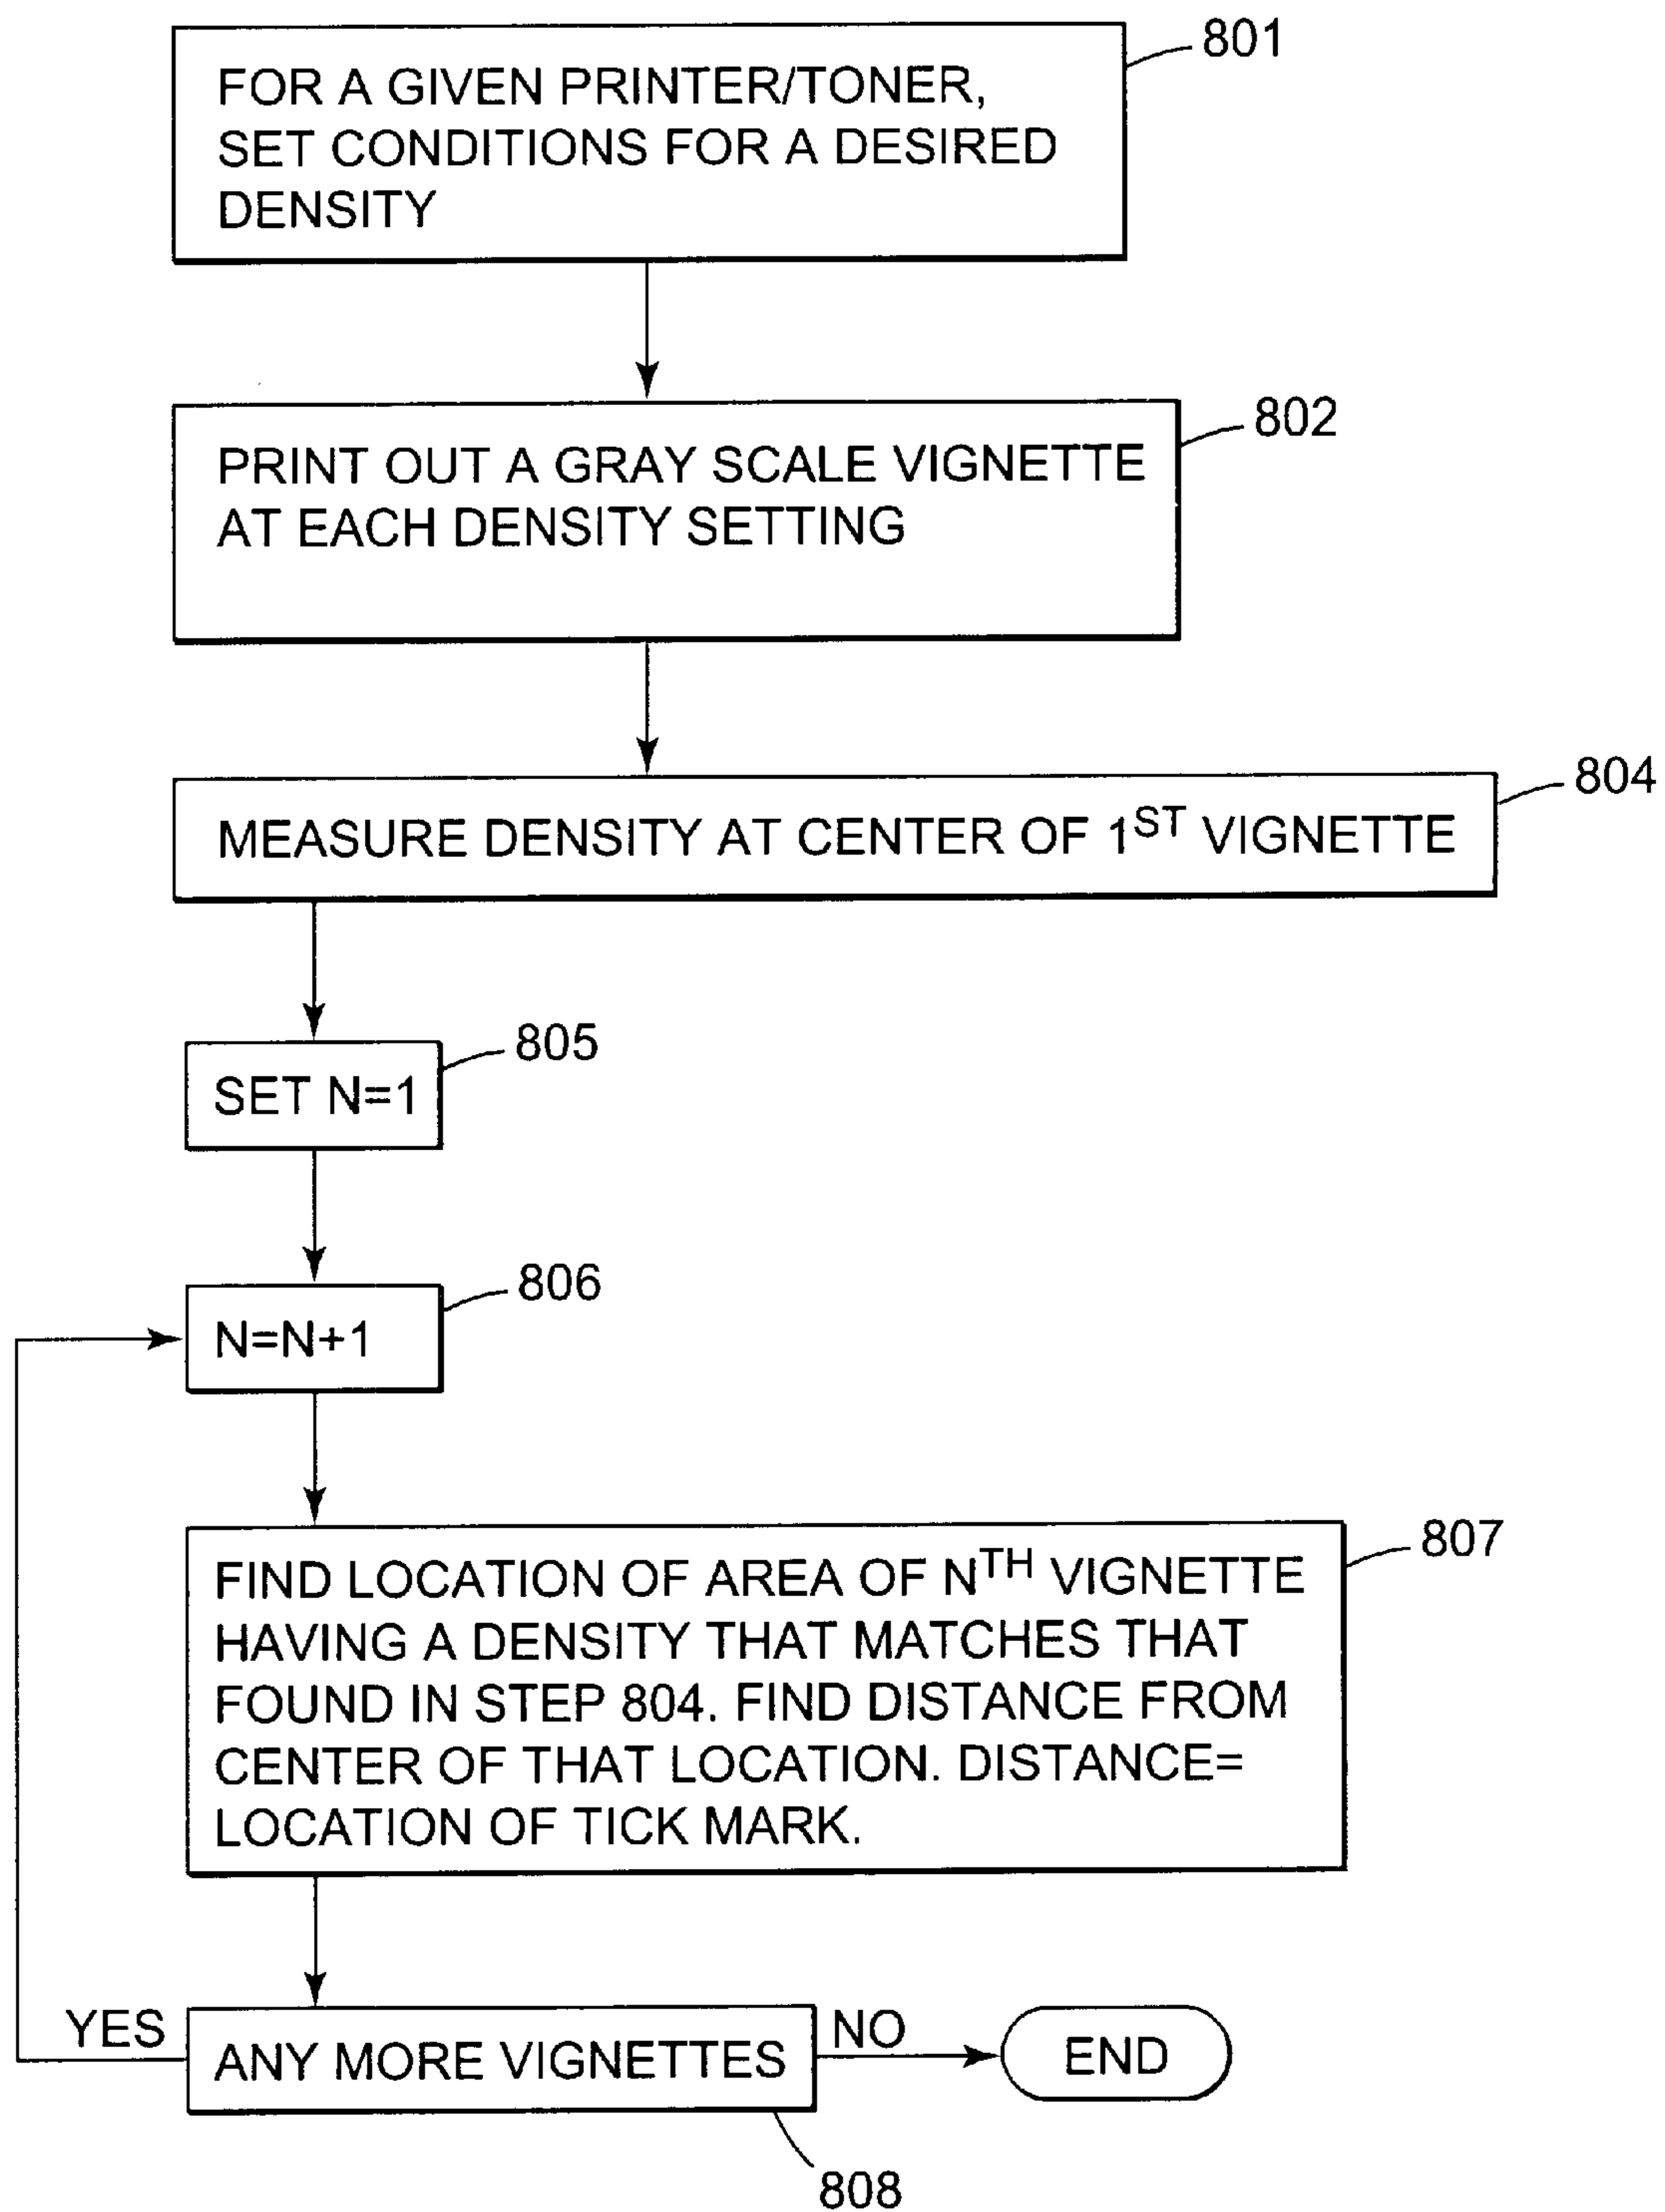 801
FOR A GIVEN PRINTER/TONER,
SET CONDITIONS FOR A DESIRED
DENSITY
802
PRINT OUT A GRAY SCALE VIGNETTE
AT EACH DENSITY SETTING
804
MEASURE DENSITY AT CENTER OF 1ST VIGNETTE
805
SET N=1
806
N=N+1
807
FIND LOCATION OF AREA OF NTH VIGNETTE
HAVING A DENSITY THAT MATCHES THAT
FOUND IN STEP 804. FIND DISTANCE FROM
CENTER OF THAT LOCATION. DISTANCE=
LOCATION OF TICK MARK.
YES
ANY MORE VIGNETTES
NO
END
808